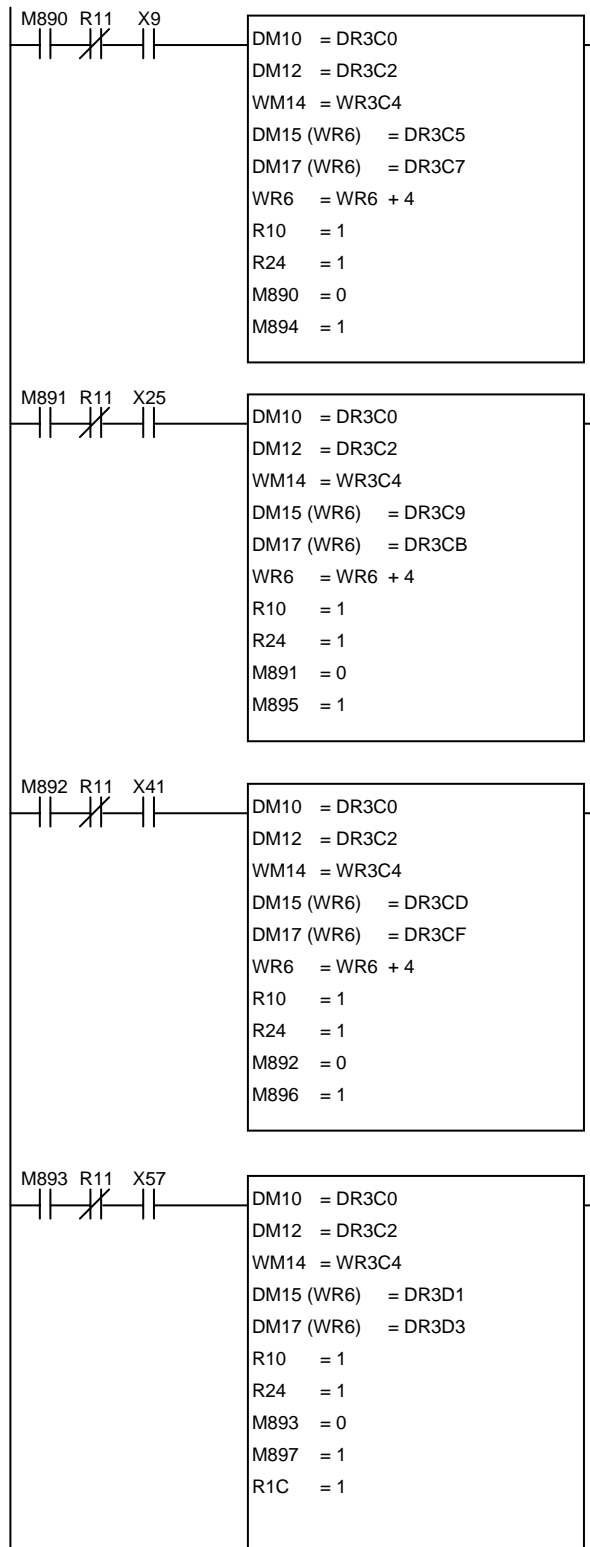 M890 R11 X9
DM10 = DR3C0
DM12 = DR3C2
WM14 = WR3C4
DM15 (WR6) = DR3C5
DM17 (WR6) = DR3C7
WR6 = WR6 + 4
R10 = 1
R24 = 1
M890 = 0
M894 = 1
M891 R11 X25
DM10 = DR3C0
DM12 = DR3C2
WM14 = WR3C4
DM15 (WR6) = DR3C9
DM17 (WR6) = DR3CB
WR6 = WR6 + 4
R10 = 1
R24 = 1
M891 = 0
M895 = 1
M892 R11 X41
DM10 = DR3C0
DM12 = DR3C2
WM14 = WR3C4
DM15 (WR6) = DR3CD
DM17 (WR6) = DR3CF
WR6 = WR6 + 4
R10 = 1
R24 = 1
M892 = 0
M896 = 1
M893 R11 X57
DM10 = DR3C0
DM12 = DR3C2
WM14 = WR3C4
DM15 (WR6) = DR3D1
DM17 (WR6) = DR3D3
R10 = 1
R24 = 1
M893 = 0
M897 = 1
R1C = 1